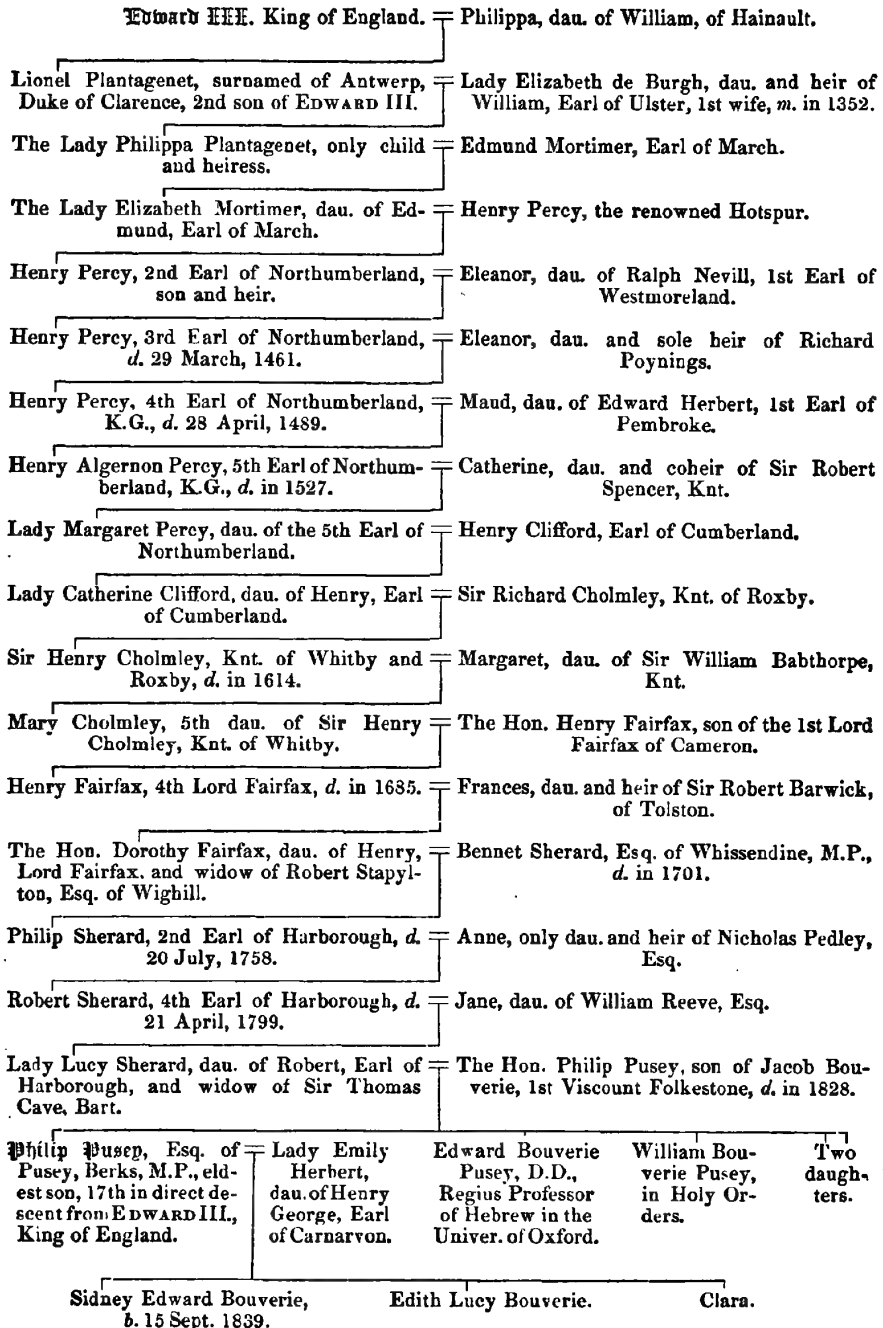 Edward III. King of England. = Philippa, dau. of William, of Hainault.
Lionel Plantagenet, surnamed of Antwerp,
Duke of Clarence, 2nd son of EDWARD III.
= Lady Elizabeth de Burgh, dau. and heir of
William, Earl of Ulster, 1st wife, m. in 1352.
The Lady Philippa Plantagenet, only child
and heiress.
= Edmund Mortimer, Earl of March.
The Lady Elizabeth Mortimer, dau. of Ed-
mund, Earl of March.
= Henry Percy, the renowned Hotspur.
Henry Percy, 2nd Earl of Northumberland,
son and heir.
= Eleanor, dau. of Ralph Nevill, 1st Earl of
Westmoreland.
Henry Percy, 3rd Earl of Northumberland,
d. 29 March, 1461.
= Eleanor, dau. and sole heir of Richard
Poynings.
Henry Percy, 4th Earl of Northumberland,
K.G., d. 28 April, 1489.
= Maud, dau. of Edward Herbert, 1st Earl of
Pembroke.
Henry Algernon Percy, 5th Earl of Northum-
berland, K.G., d. in 1527.
= Catherine, dau. and coheir of Sir Robert
Spencer, Knt.
Lady Margaret Percy, dau. of the 5th Earl of
Northumberland.
= Henry Clifford, Earl of Cumberland.
Lady Catherine Clifford, dau. of Henry, Earl
of Cumberland.
= Sir Richard Cholmley, Knt. of Roxby.
Sir Henry Cholmley, Knt. of Whitby and
Roxby, d. in 1614.
= Margaret, dau. of Sir William Babthorpe,
Knt.
Mary Cholmley, 5th dau. of Sir Henry
Cholmley, Knt. of Whitby.
= The Hon. Henry Fairfax, son of the 1st Lord
Fairfax of Cameron.
Henry Fairfax, 4th Lord Fairfax, d. in 1685.
= Frances, dau. and heir of Sir Robert Barwick,
of Tolston.
The Hon. Dorothy Fairfax, dau. of Henry,
Lord Fairfax. and widow of Robert Stapyl-
ton, Esq. of Wighill.
= Bennet Sherard, Esq. of Whissendine, M.P.,
d. in 1701.
Philip Sherard, 2nd Earl of Harborough, d.
20 July, 1758.
= Anne, only dau. and heir of Nicholas Pedley,
Esq.
Robert Sherard, 4th Earl of Harborough, d.
21 April, 1799.
= Jane, dau. of William Reeve, Esq.
Lady Lucy Sherard, dau. of Robert, Earl of
Harborough, and widow of Sir Thomas
Cave, Bart.
= The Hon. Philip Pusey, son of Jacob Bou-
verie, 1st Viscount Folkestone, d. in 1828.
Philip Pusey, Esq. of
Pusey, Berks, M.P., eld-
est son, 17th in direct de-
scent from EDWARD III.,
King of England.
= Lady Emily
Herbert,
dau. of Henry
George, Earl
of Carnarvon.
Edward Bouverie
Pusey, D.D.,
Regius Professor
of Hebrew in the
Univer. of Oxford.
William Bou-
verie Pusey,
in Holy Or-
ders.
Two
daugh-
ters.
Sidney Edward Bouverie,
b. 15 Sept. 1839.
Edith Lucy Bouverie.
Clara.